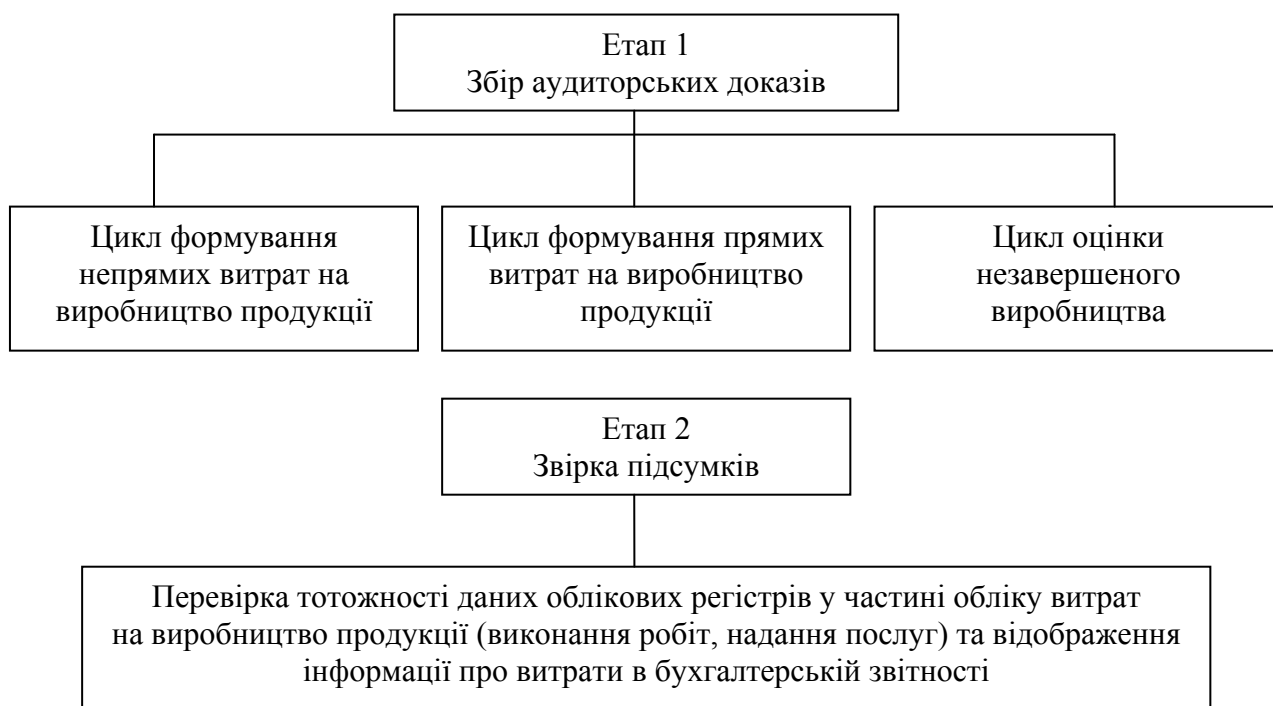 Етап 1
Збір аудиторських доказів
Цикл формування
непрямих витрат на
виробництво продукції
Цикл формування прямих
витрат на виробництво
продукції
Цикл оцінки
незавершеного
виробництва
Етап 2
Звірка підсумків
Перевірка тотожності даних облікових регістрів у частині обліку витрат
на виробництво продукції (виконання робіт, надання послуг) та відображення
інформації про витрати в бухгалтерській звітності